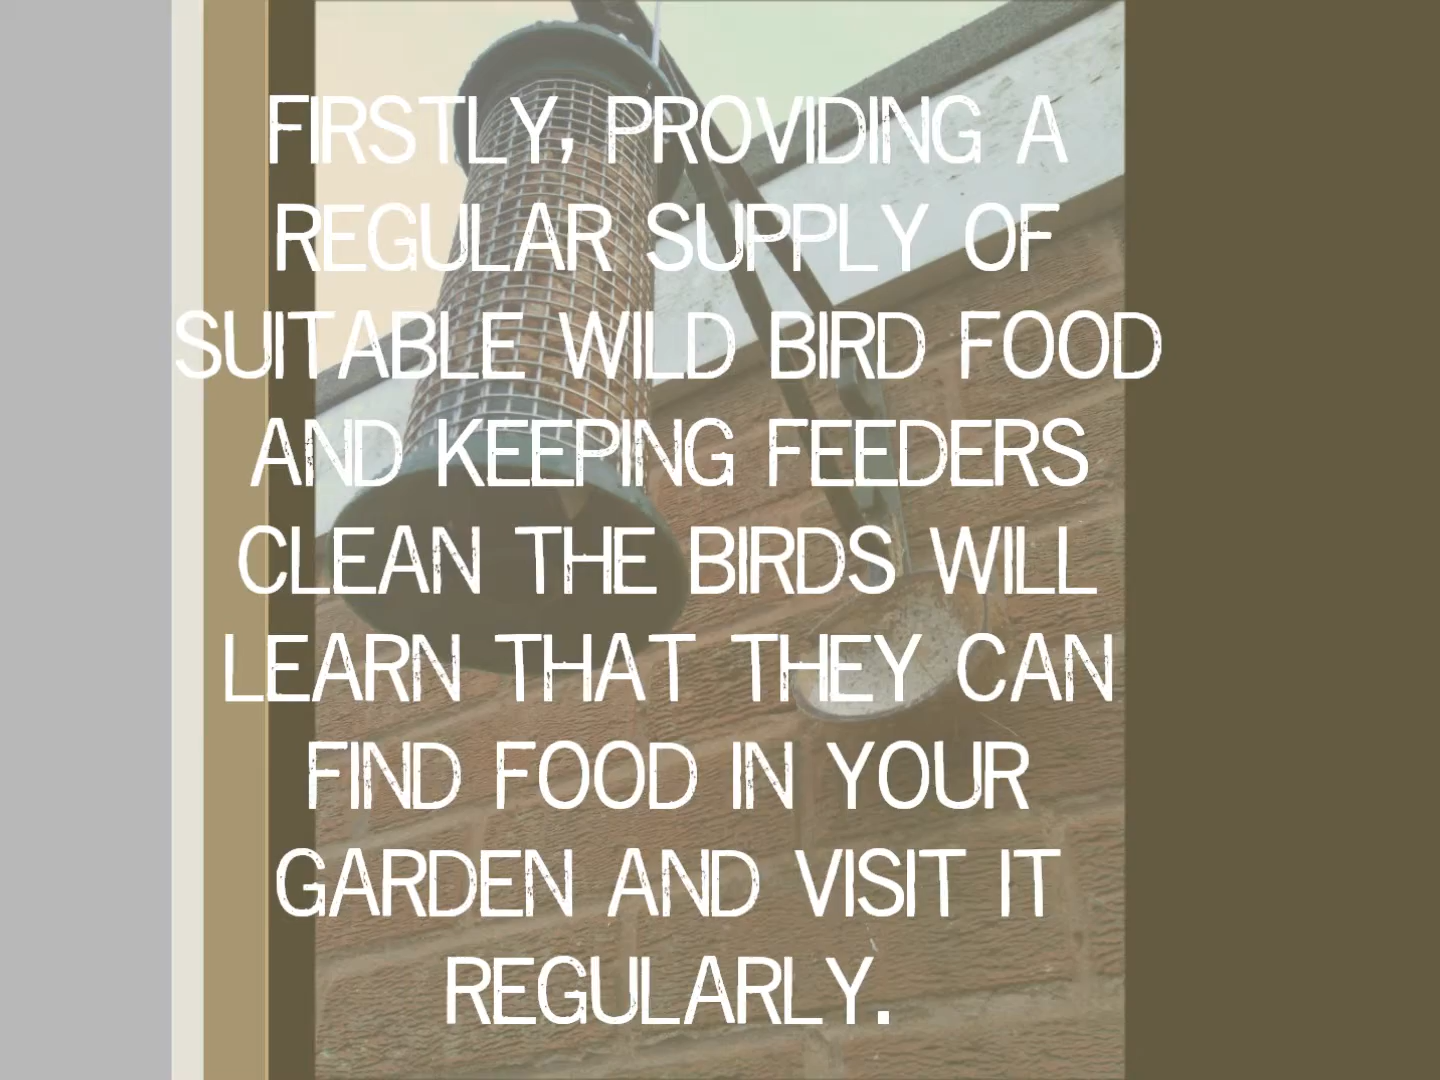 FIRSTLY, PROVIDING A
REGULAR SUPPLY OF
SUITABLE WILD BIRD FOOD
AND KEEPING FEEDERS
CLEAN THE BIRDS WILL
LEARN THAT THEY CAN
FIND FOOD IN YOUR
GARDEN AND VISIT IT
REGULARLY.